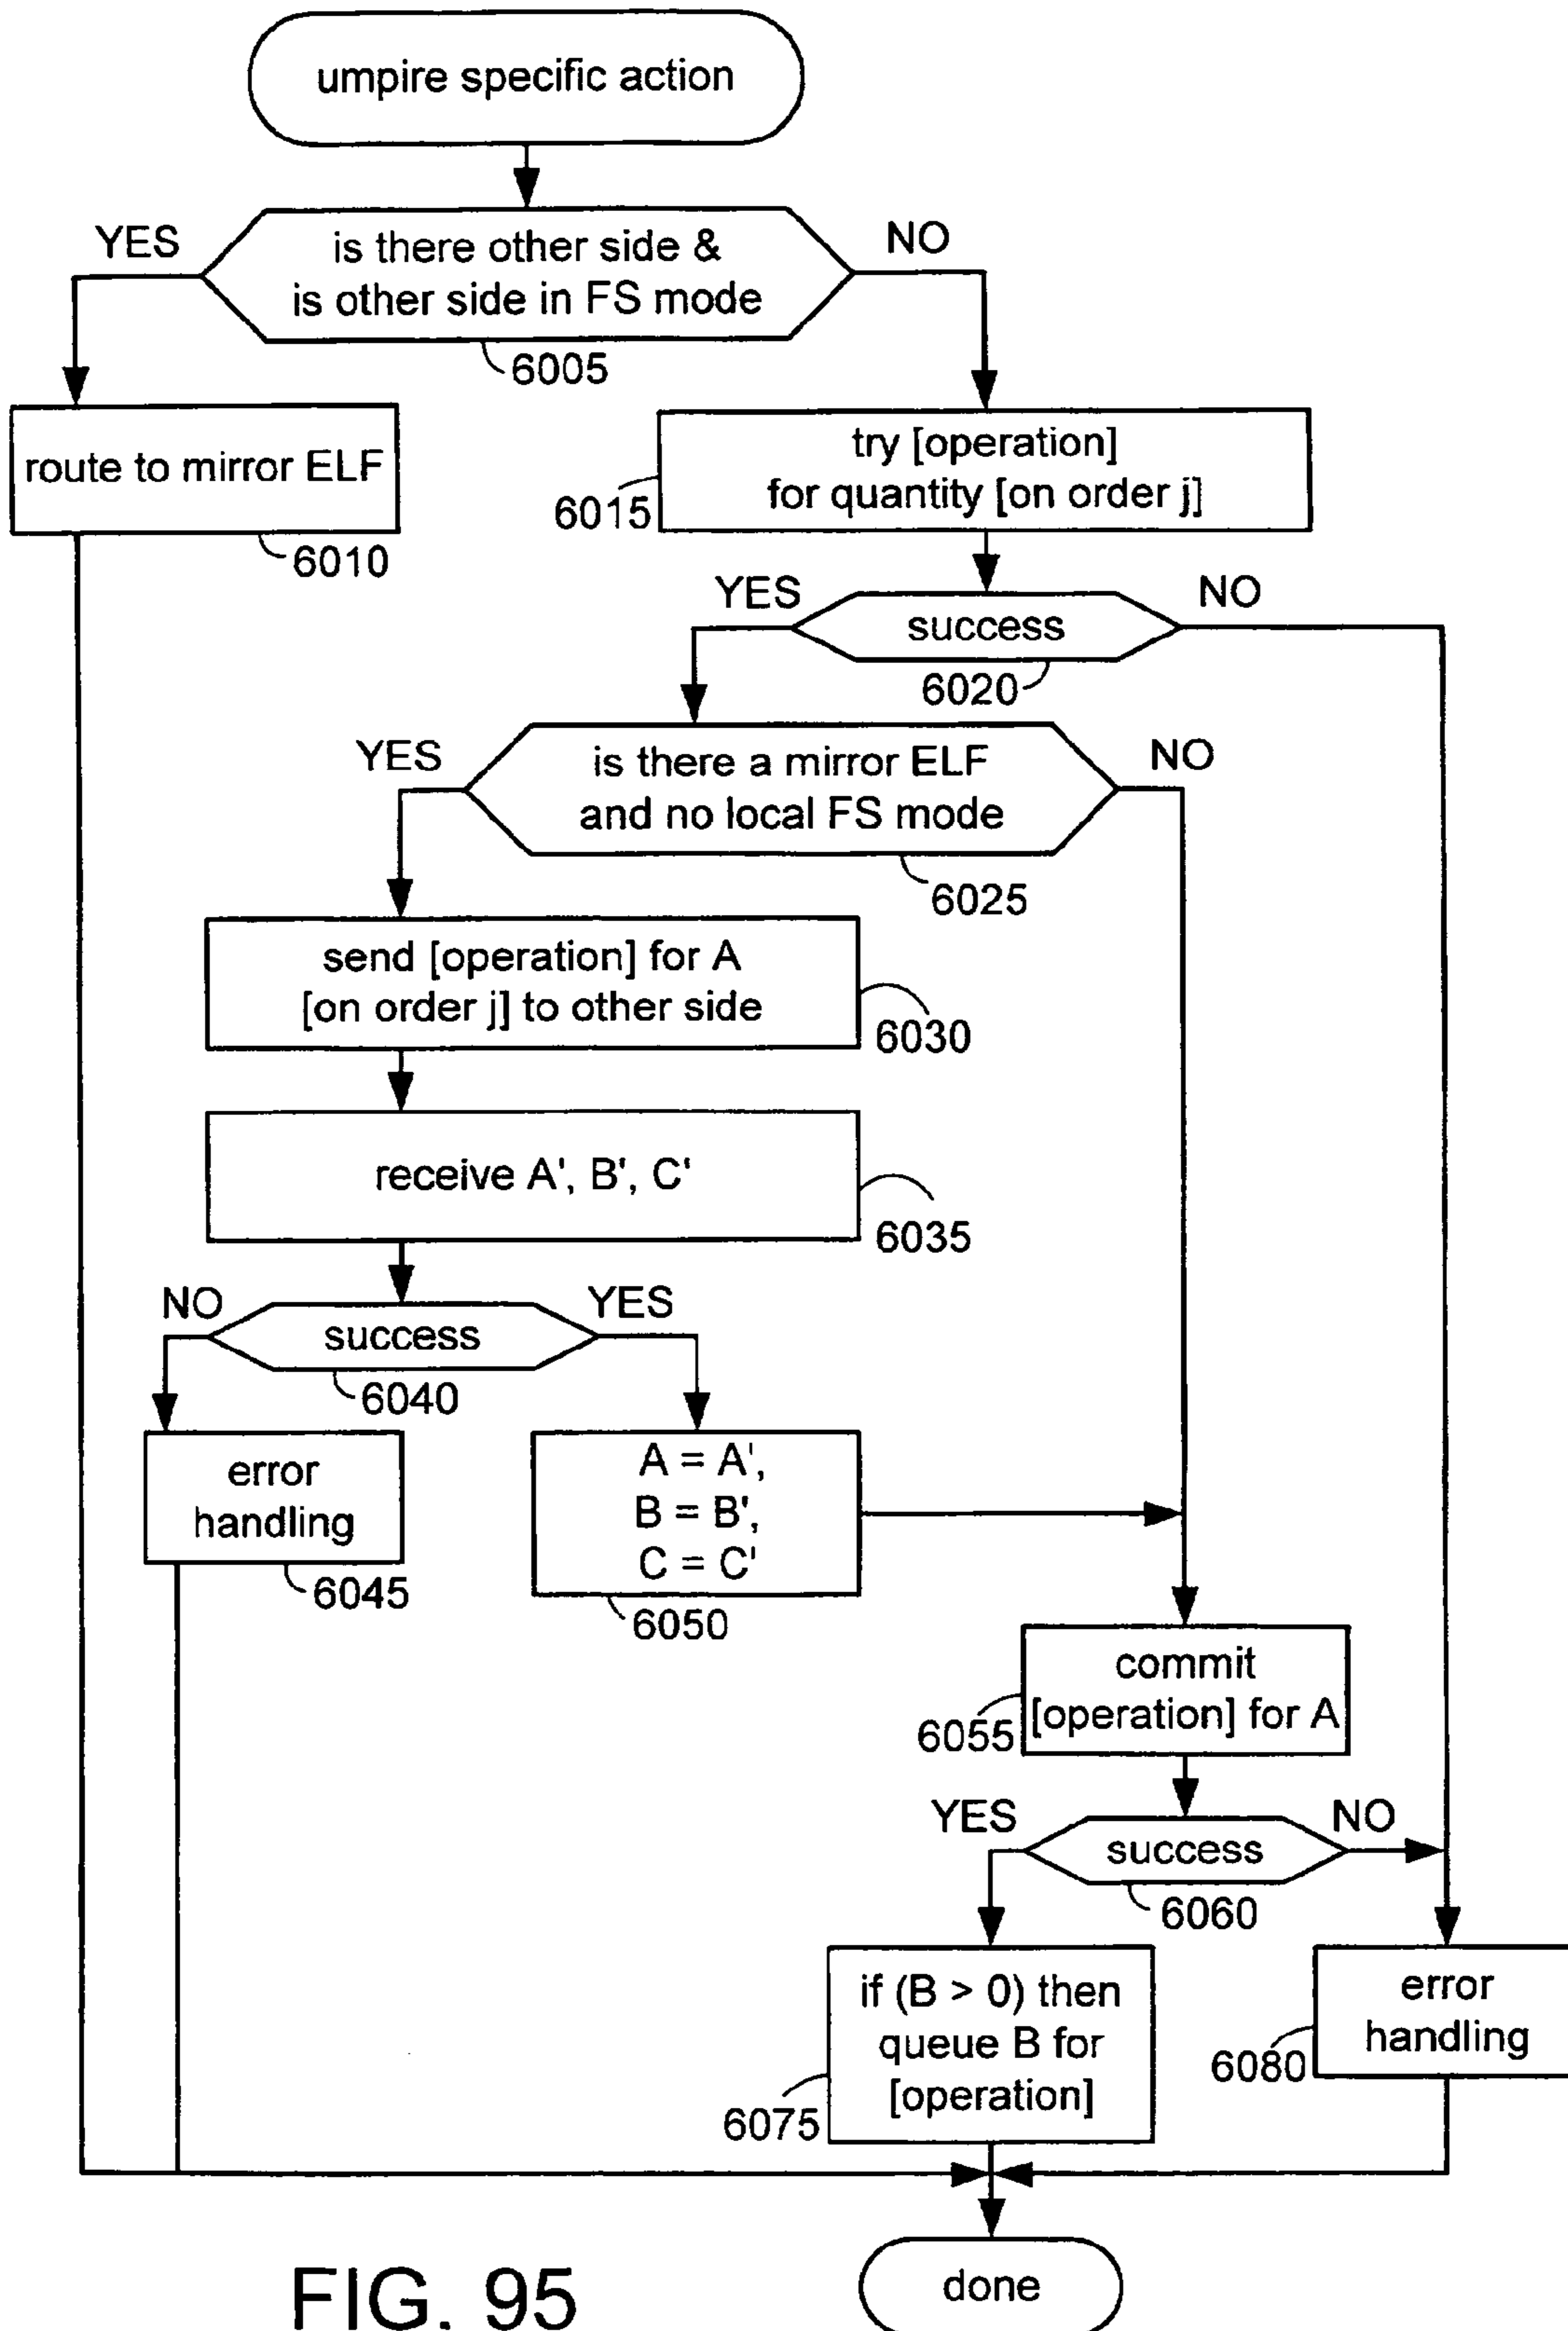 umpire specific action
YES
is there other side &
is other side in FS mode
NO
6005
route to mirror ELF
6010
try [operation]
for quantity [on order j]
6015
YES
success
NO
6020
YES
is there a mirror ELF
and no local FS mode
NO
6025
send [operation] for A
[on order j] to other side
6030
receive A', B', C'
6035
NO
success
YES
6040
error
handling
6045
A = A',
B = B',
C = C'
6050
commit
[operation] for A
6055
YES
success
NO
6060
if (B > 0) then
queue B for
[operation]
6075
error
handling
6080
done
FIG. 95